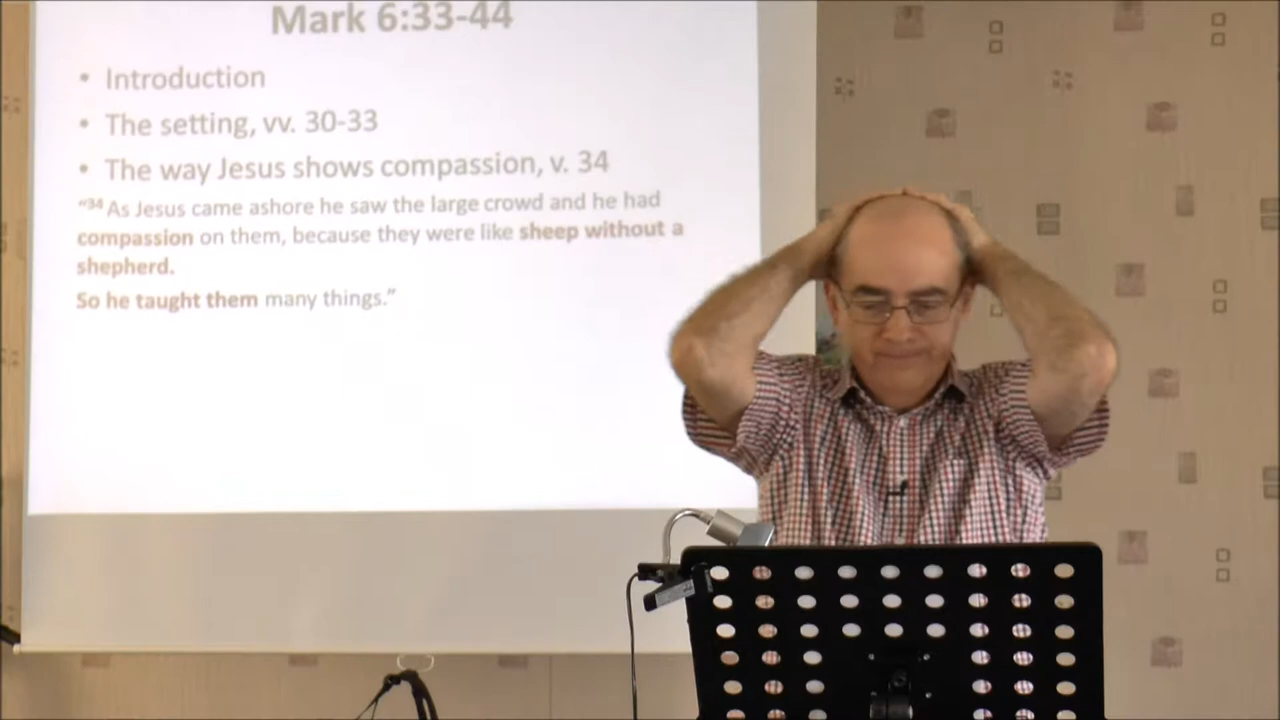 Mark 6:33-44
• Introduction
• The setting, vv. 30-33
• The way Jesus shows compassion, v. 34
“34 As Jesus came ashore he saw the large crowd and he had
compassion on them, because they were like sheep without a
shepherd.
So he taught them many things.”